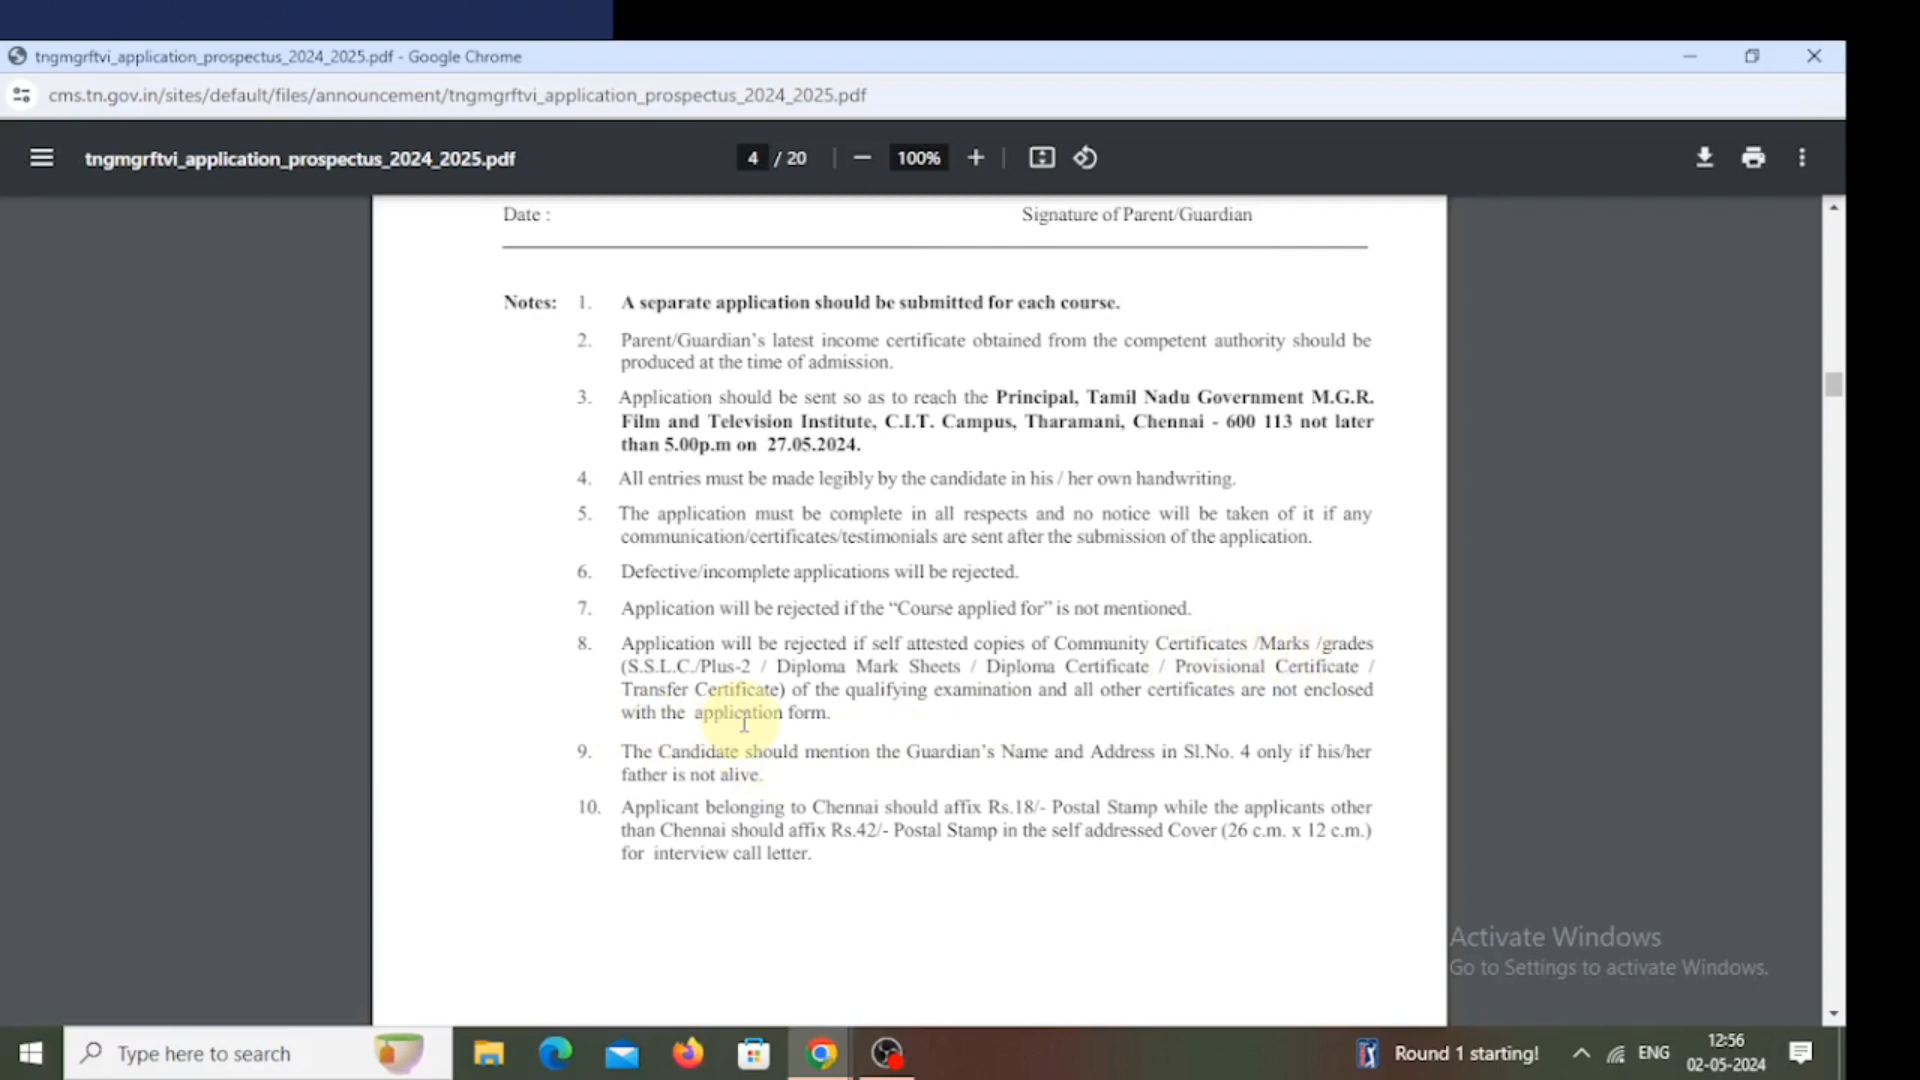 tngmgrftvi_application_prospectus_2024_2025.pdf - Google Chrome
cms.tn.gov.in/sites/default/files/announcement/tngmgrftvi_application_prospectus_2024_2025.pdf
tngmgrftvi_application_prospectus_2024_2025.pdf
4 / 20
100%
Date :
Signature of Parent/Guardian
Notes: 1. A separate application should be submitted for each course.
2. Parent/Guardian's latest income certificate obtained from the competent authority should be
produced at the time of admission.
3. Application should be sent so as to reach the Principal, Tamil Nadu Government M.G.R.
Film and Television Institute, C.I.T. Campus, Tharamani, Chennai - 600 113 not later
than 5.00p.m on 27.05.2024.
4. All entries must be made legibly by the candidate in his / her own handwriting.
5. The application must be complete in all respects and no notice will be taken of it if any
communication/certificates/testimonials are sent after the submission of the application.
6. Defective/incomplete applications will be rejected.
7. Application will be rejected if the “Course applied for” is not mentioned.
8. Application will be rejected if self attested copies of Community Certificates /Marks /grades
(S.S.L.C./Plus-2 / Diploma Mark Sheets / Diploma Certificate / Provisional Certificate /
Transfer Certificate) of the qualifying examination and all other certificates are not enclosed
with the application form.
9. The Candidate should mention the Guardian's Name and Address in Sl.No. 4 only if his/her
father is not alive.
10. Applicant belonging to Chennai should affix Rs.18/- Postal Stamp while the applicants other
than Chennai should affix Rs.42/- Postal Stamp in the self addressed Cover (26 c.m. x 12 c.m.)
for interview call letter.
Activate Windows
Go to Settings to activate Windows.
Type here to search
Round 1 starting!
ENG
12:56
02-05-2024